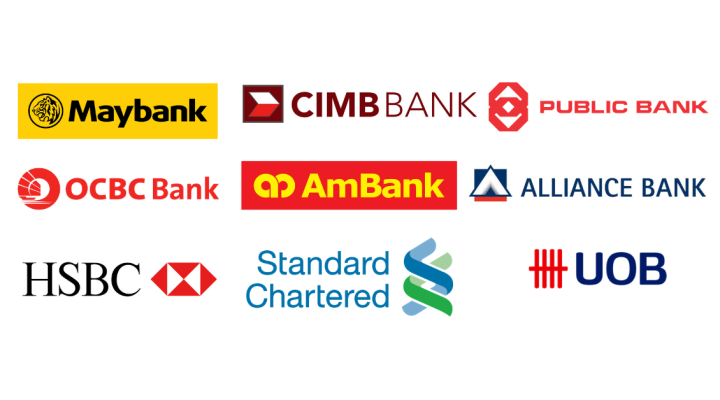 Maybank
CIMB BANK
PUBLIC BANK
OCBC Bank
AmBank
ALLIANCE BANK
HSBC
Standard
Chartered
UOB